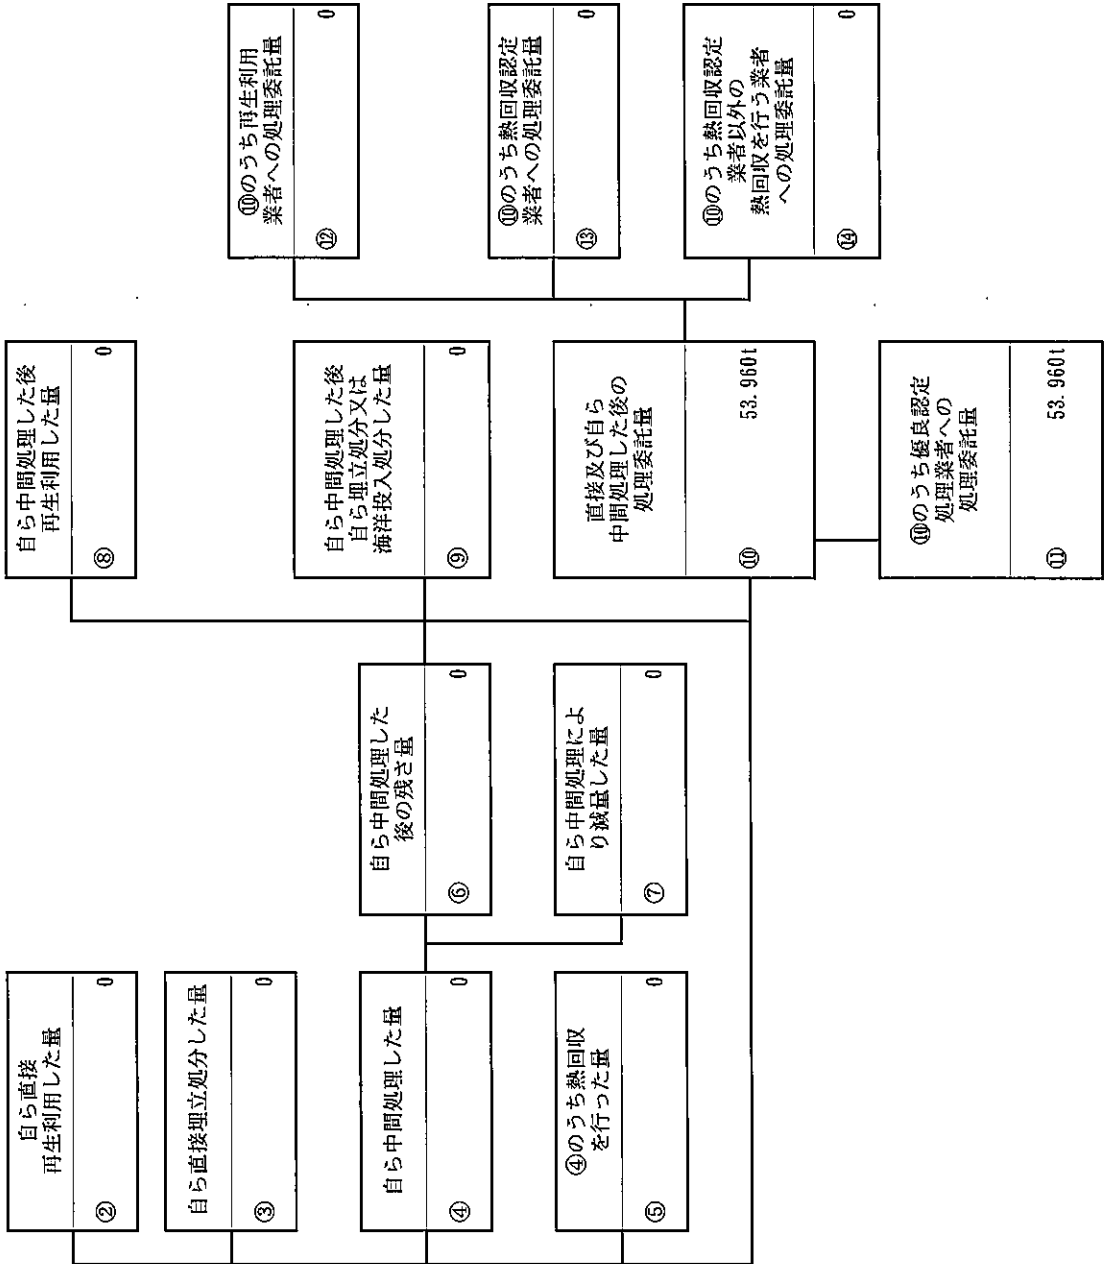 自ら直接
再生利用した量
② 0
自ら直接埋立処分した量
③ 0
自ら中間処理した量
④ 0
④のうち熱回収
を行った量
⑤ 0
自ら中間処理した
後の残さ量
⑥ 0
自ら中間処理によ
り減量した量
⑦ 0
自ら中間処理した後
再生利用した量
⑧ 0
自ら中間処理した後
自ら埋立処分又は
海洋投入処分した量
⑨ 0
直接及び自ら
中間処理した後の
処理委託量
⑩ 53.960t
⑩のうち優良認定
処理業者への
処理委託量
⑪ 53.960t
⑩のうち再生利用
業者への処理委託量
⑫ 0
⑩のうち熱回収認定
業者への処理委託量
⑬ 0
⑩のうち熱回収認定
業者以外の
熱回収を行う業者
への処理委託量
⑭ 0